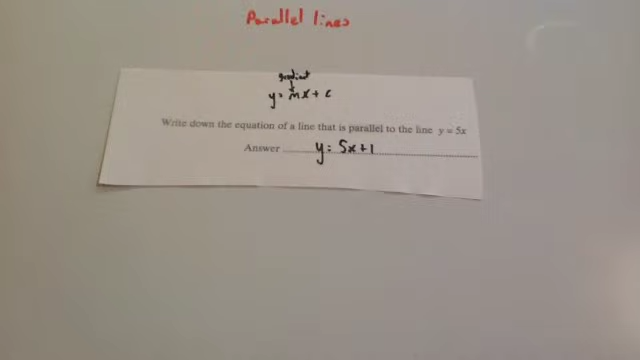 Parallel lines
gradient
y = mx + c
Write down the equation of a line that is parallel to the line y = 5x
Answer y = 5x + 1